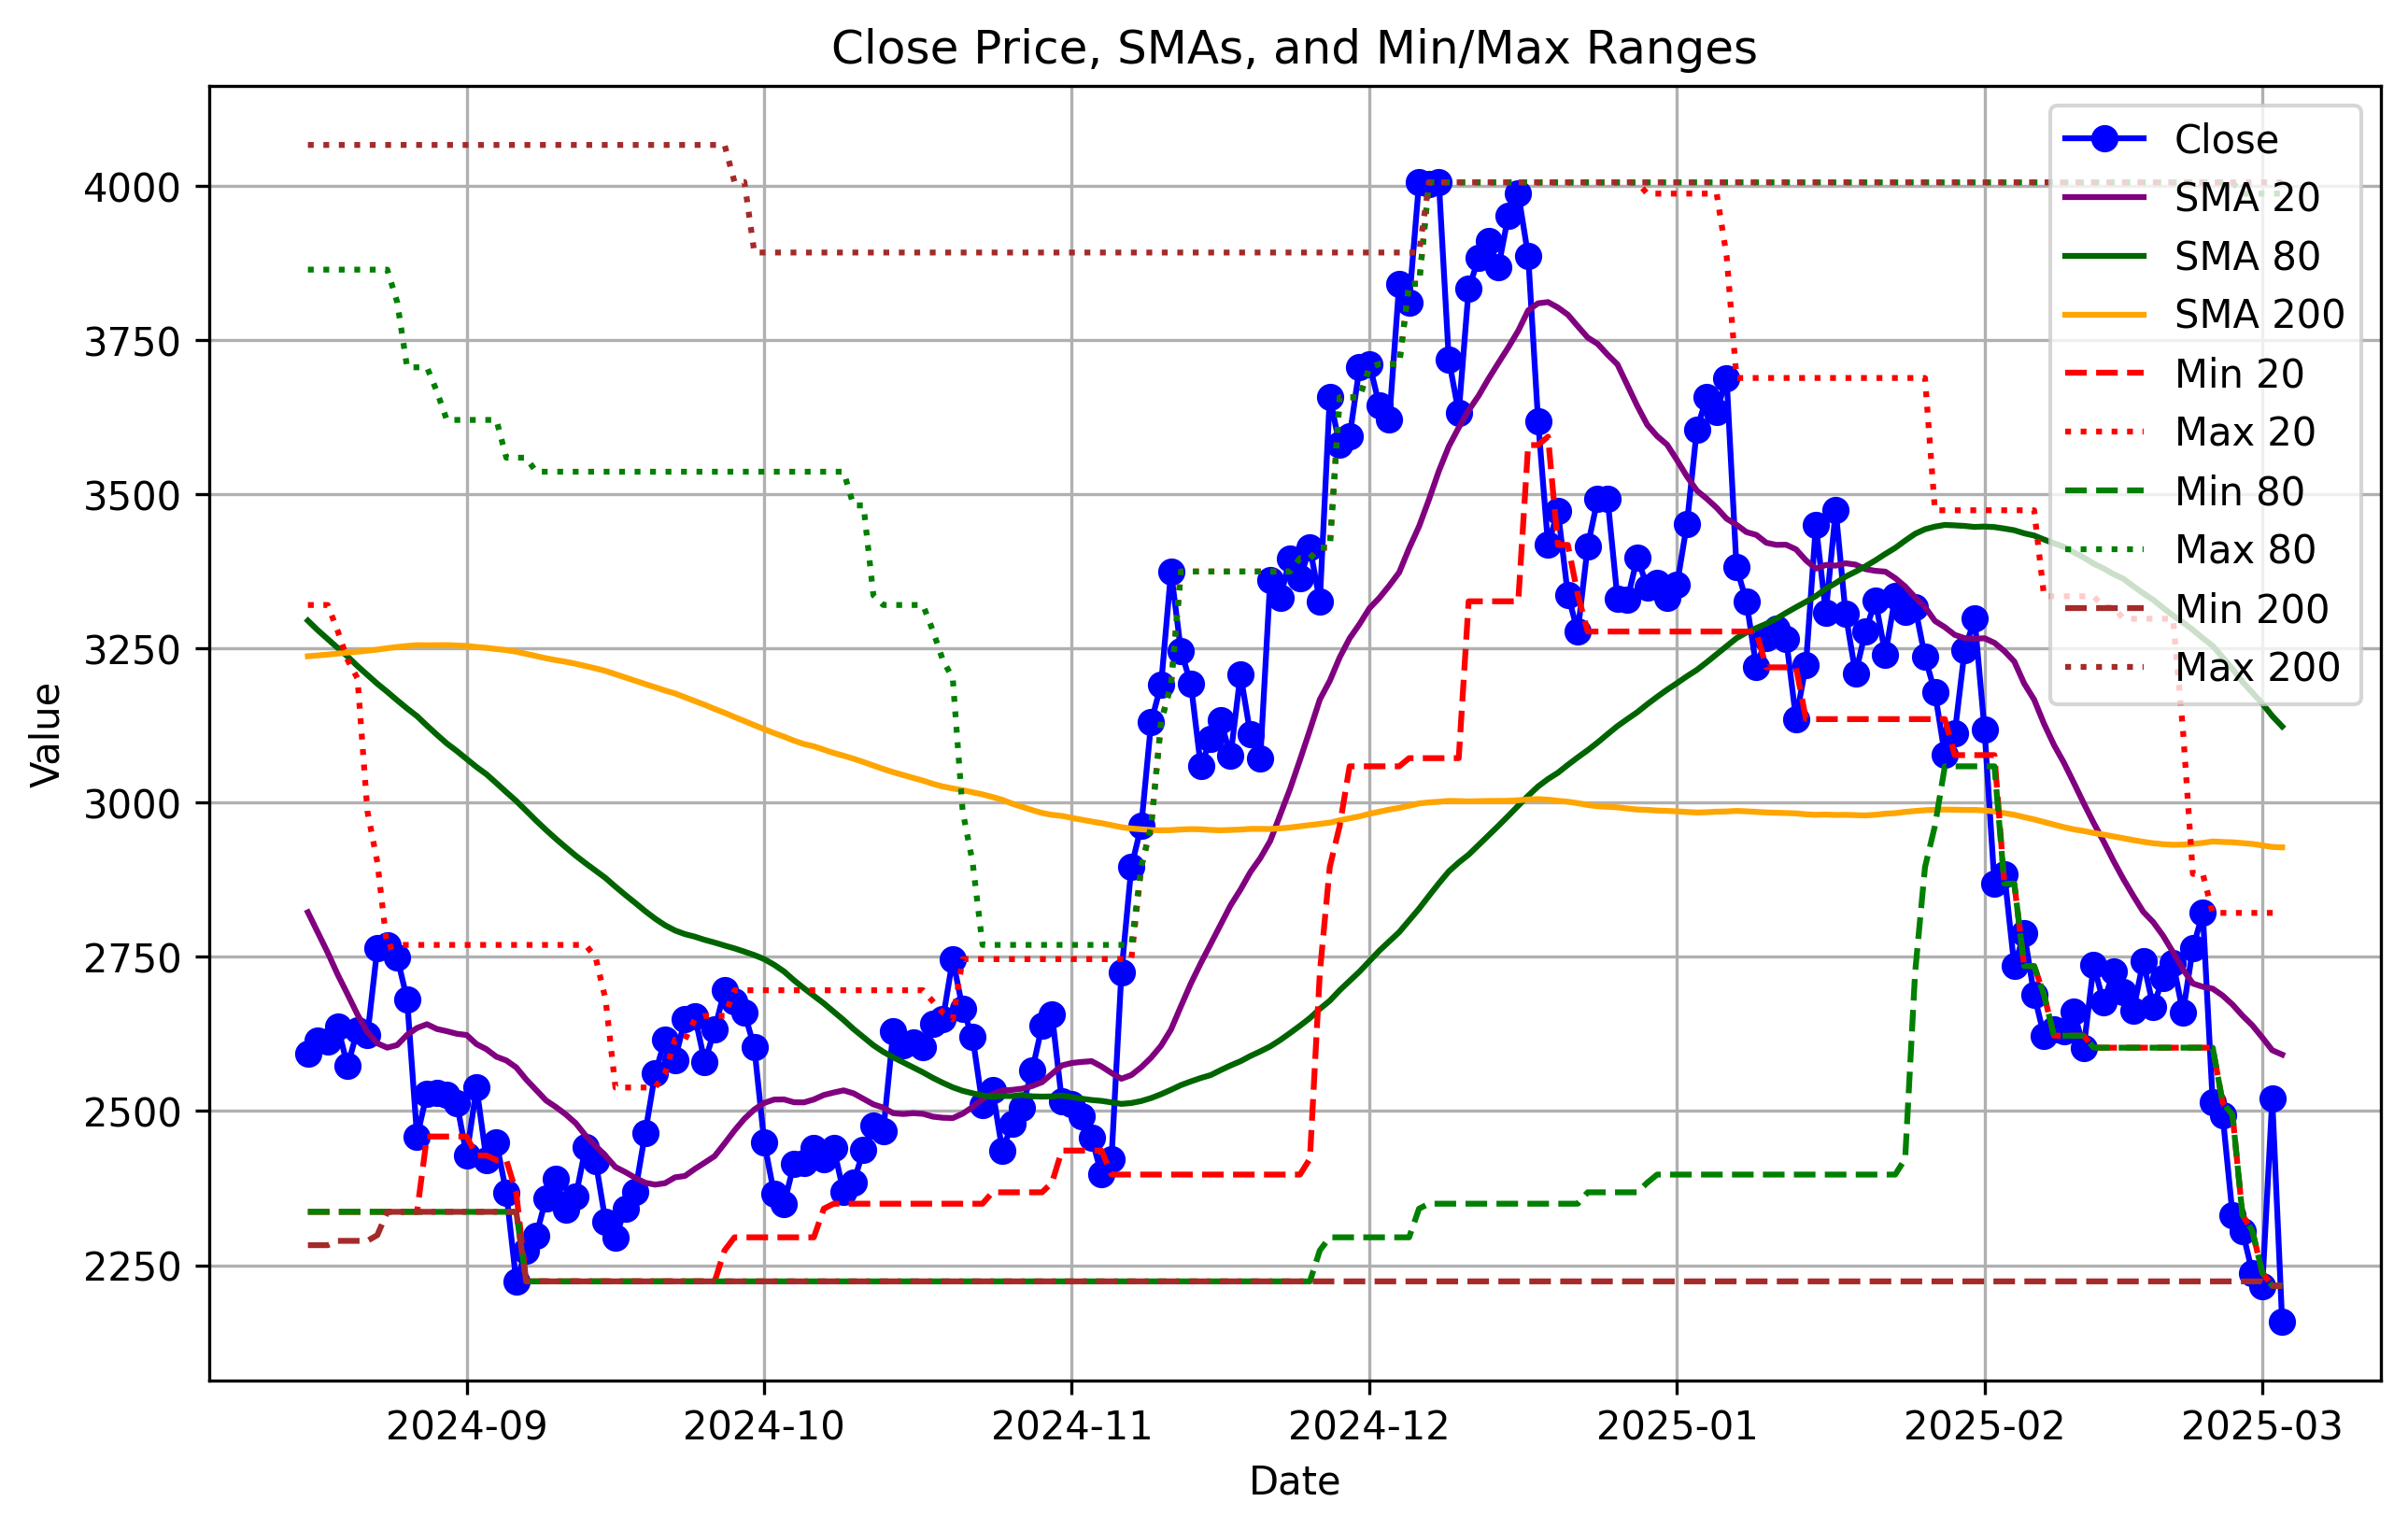 Close Price, SMAs, and Min/Max Ranges
Value
4000
3750
3500
3250
3000
2750
2500
2250
Close
SMA 20
SMA 80
SMA 200
Min 20
Max 20
Min 80
Max 80
Min 200
Max 200
2024-09 2024-10 2024-11 2024-12 2025-01 2025-02 2025-03
Date